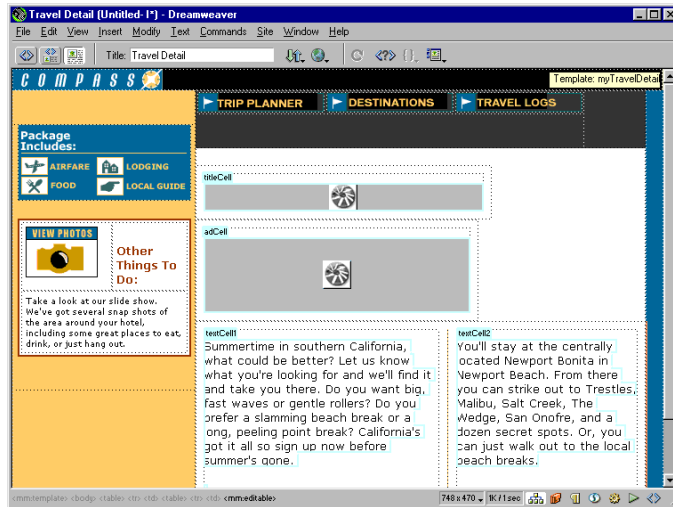 Travel Detail (Untitled- I*) - Dreamweaver
File Edit View Insert Modify Text Commands Site Window Help
Title: Travel Detail
COMPASS
Template: myTravelDetail
TRIP PLANNER DESTINATIONS TRAVEL LOGS
Package
Includes:
AIRFARE LODGING
FOOD LOCAL GUIDE
titleCell
adCell
VIEW PHOTOS
Other
Things To
Do:
Take a look at our slide show.
We've got several snap shots of
the area around your hotel,
including some great places to eat,
drink, or just hang out.
textCell1
Summertime in southern California,
what could be better? Let us know
what you're looking for and we'll find it
and take you there. Do you want big,
fast waves or gentle rollers? Do you
prefer a slamming beach break or a
long, peeling point break? California's
got it all so sign up now before
summer's gone.
textCell2
You'll stay at the centrally
located Newport Bonita in
Newport Beach. From there
you can strike out to Trestles,
Malibu, Salt Creek, The
Wedge, San Onofre, and a
dozen secret spots. Or, you
can just walk out to the local
beach breaks.
<mm:template> <body> <table> <tr> <td> <table> <tr> <td> <mm:editable>
748 x 470 1K / 1 sec